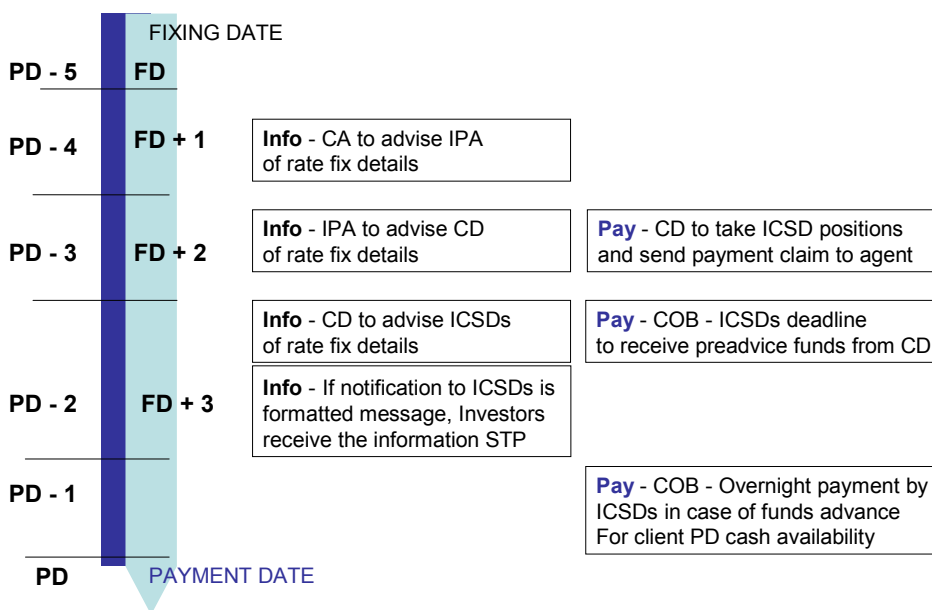 FIXING DATE
PD - 5 FD
PD - 4 FD + 1
Info - CA to advise IPA
of rate fix details
PD - 3 FD + 2
Info - IPA to advise CD
of rate fix details
Pay - CD to take ICSD positions
and send payment claim to agent
Info - CD to advise ICSDs
of rate fix details
Pay - COB - ICSDs deadline
to receive preadvice funds from CD
PD - 2 FD + 3
Info - If notification to ICSDs is
formatted message, Investors
receive the information STP
PD - 1
Pay - COB - Overnight payment by
ICSDs in case of funds advance
For client PD cash availability
PD
PAYMENT DATE